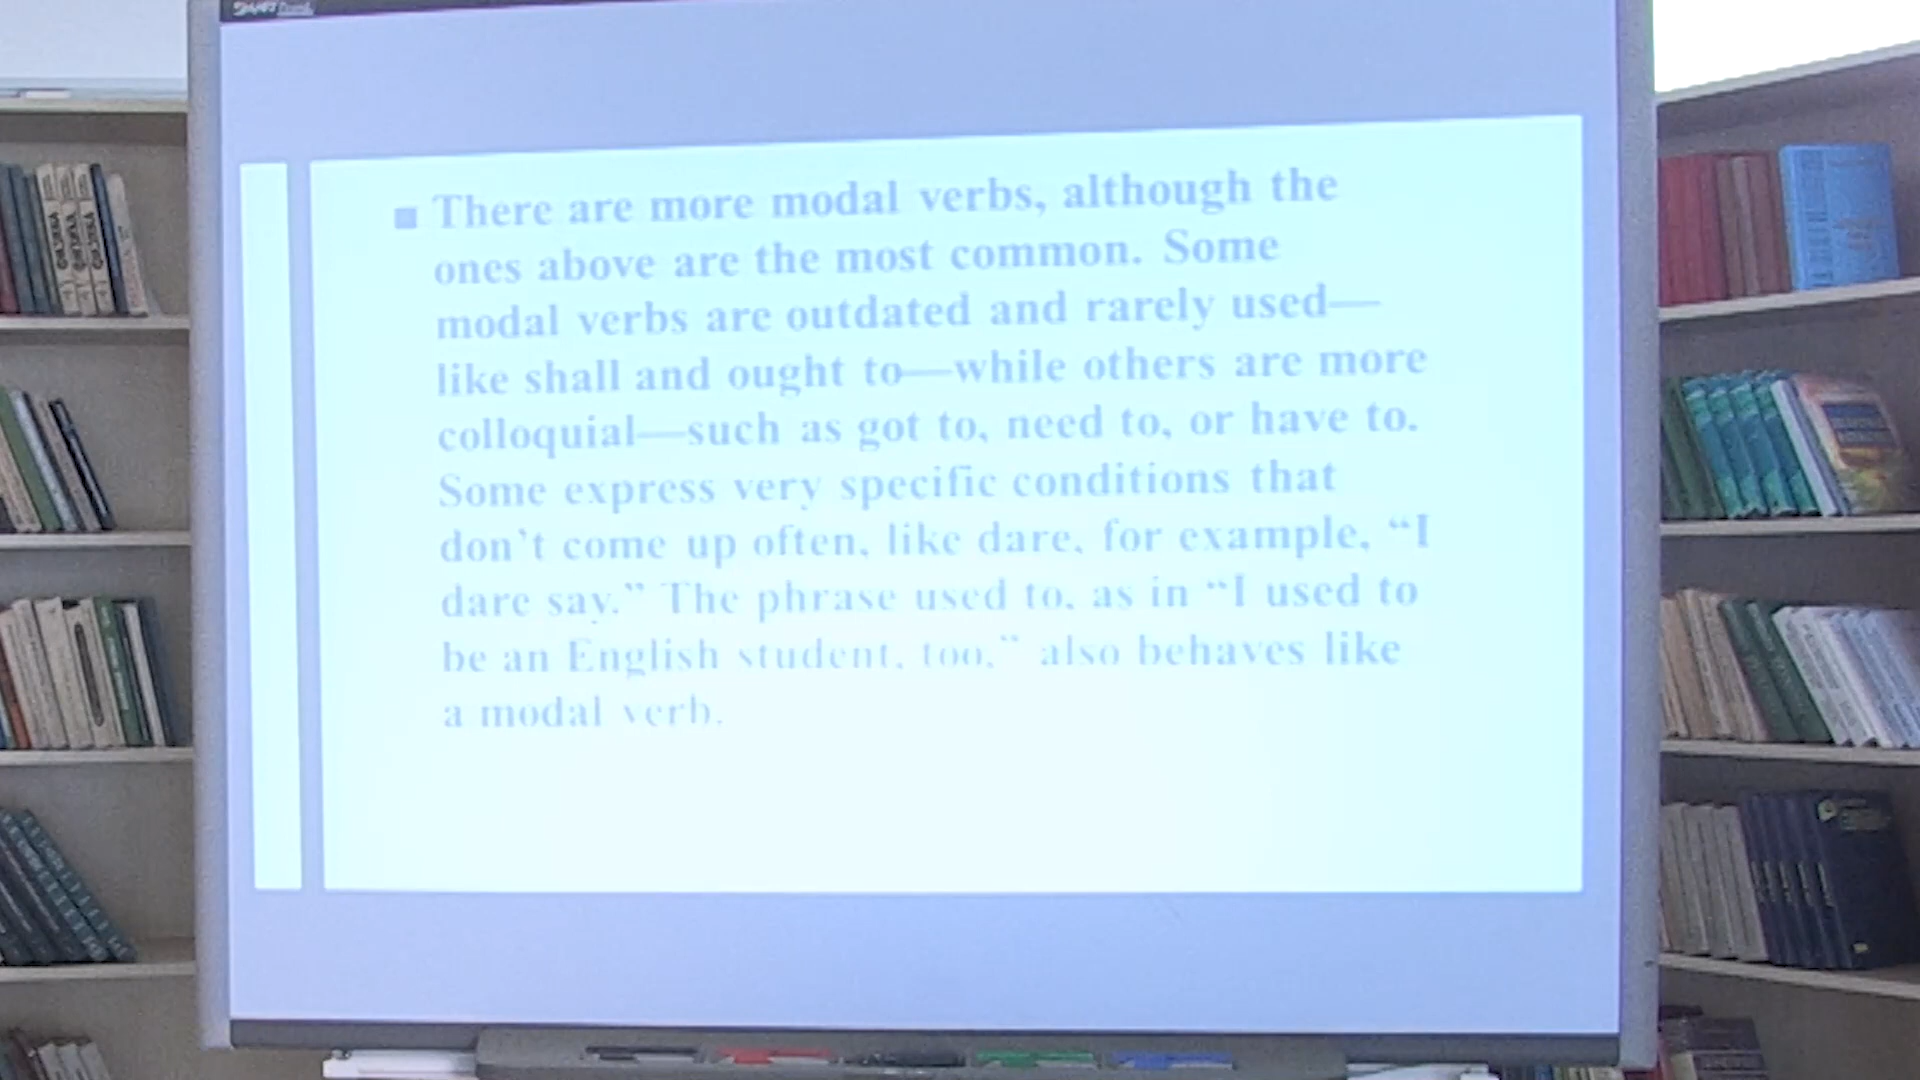 There are more modal verbs, although the
ones above are the most common. Some
modal verbs are outdated and rarely used—
like shall and ought to—while others are more
colloquial—such as got to, need to, or have to.
Some express very specific conditions that
don't come up often, like dare, for example, “I
dare say.” The phrase used to, as in “I used to
be an English student, too,” also behaves like
a modal verb.